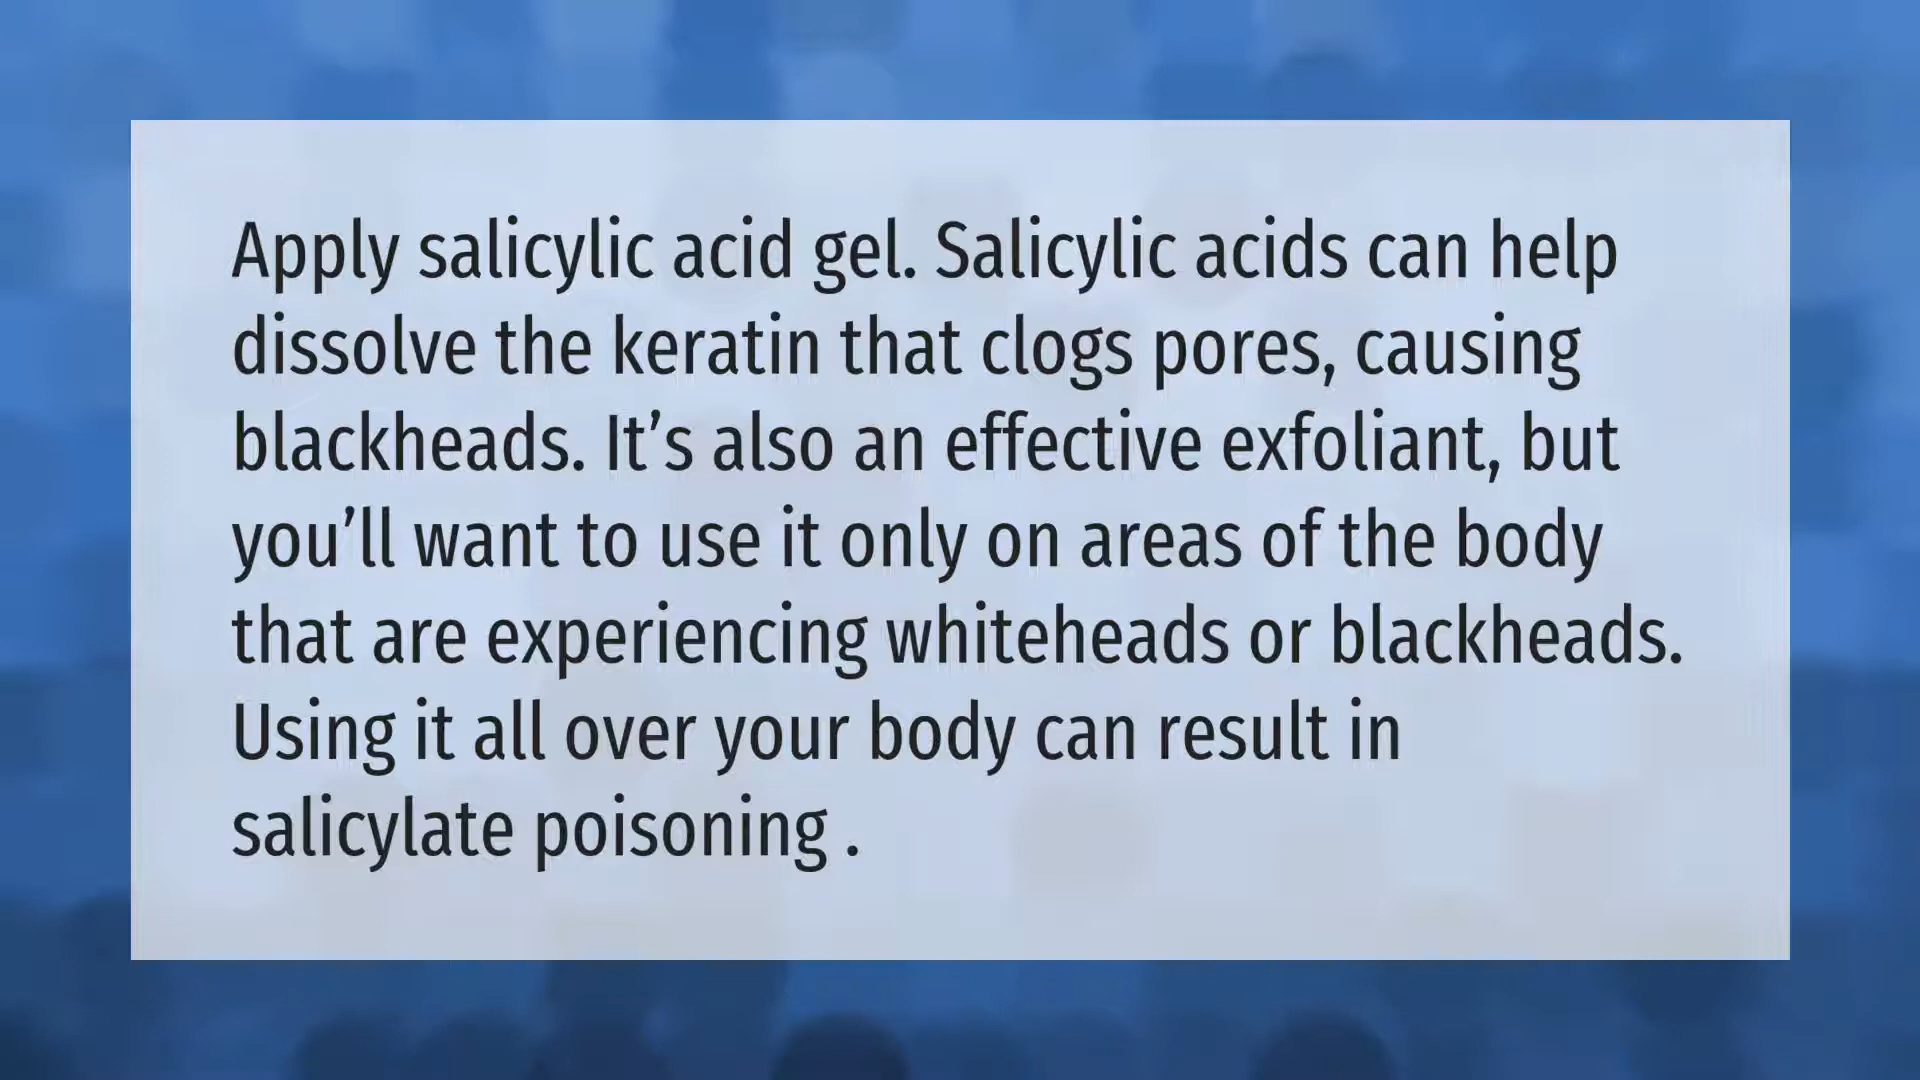 Apply salicylic acid gel. Salicylic acids can help
dissolve the keratin that clogs pores, causing
blackheads. It’s also an effective exfoliant, but
you’ll want to use it only on areas of the body
that are experiencing whiteheads or blackheads.
Using it all over your body can result in
salicylate poisoning .